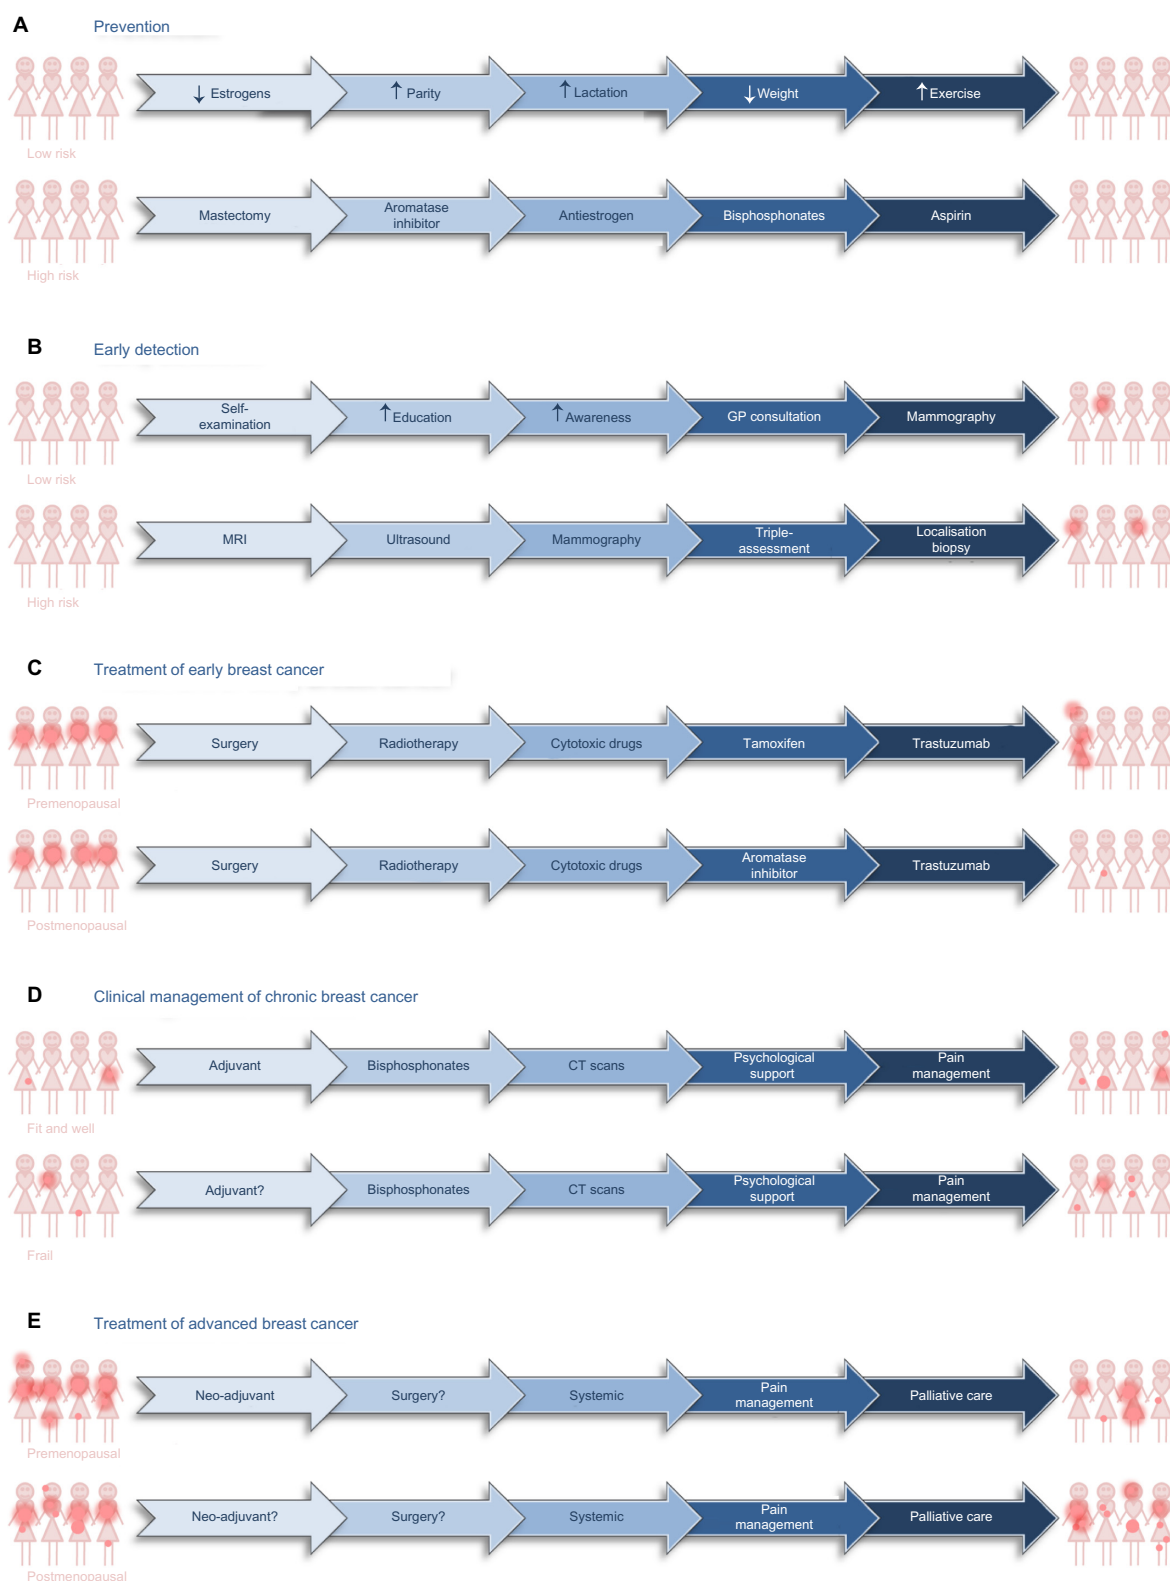 A Prevention
↓ Estrogens ↑ Parity ↑ Lactation ↓ Weight ↑ Exercise
Low risk
Mastectomy Aromatase inhibitor Antiestrogen Bisphosphonates Aspirin
High risk
B Early detection
Self-examination ↑ Education ↑ Awareness GP consultation Mammography
Low risk
MRI Ultrasound Mammography Triple-assessment Localisation biopsy
High risk
C Treatment of early breast cancer
Surgery Radiotherapy Cytotoxic drugs Tamoxifen Trastuzumab
Premenopausal
Surgery Radiotherapy Cytotoxic drugs Aromatase inhibitor Trastuzumab
Postmenopausal
D Clinical management of chronic breast cancer
Adjuvant Bisphosphonates CT scans Psychological support Pain management
Fit and well
Adjuvant? Bisphosphonates CT scans Psychological support Pain management
Frail
E Treatment of advanced breast cancer
Neo-adjuvant Surgery? Systemic Pain management Palliative care
Premenopausal
Neo-adjuvant? Surgery? Systemic Pain management Palliative care
Postmenopausal